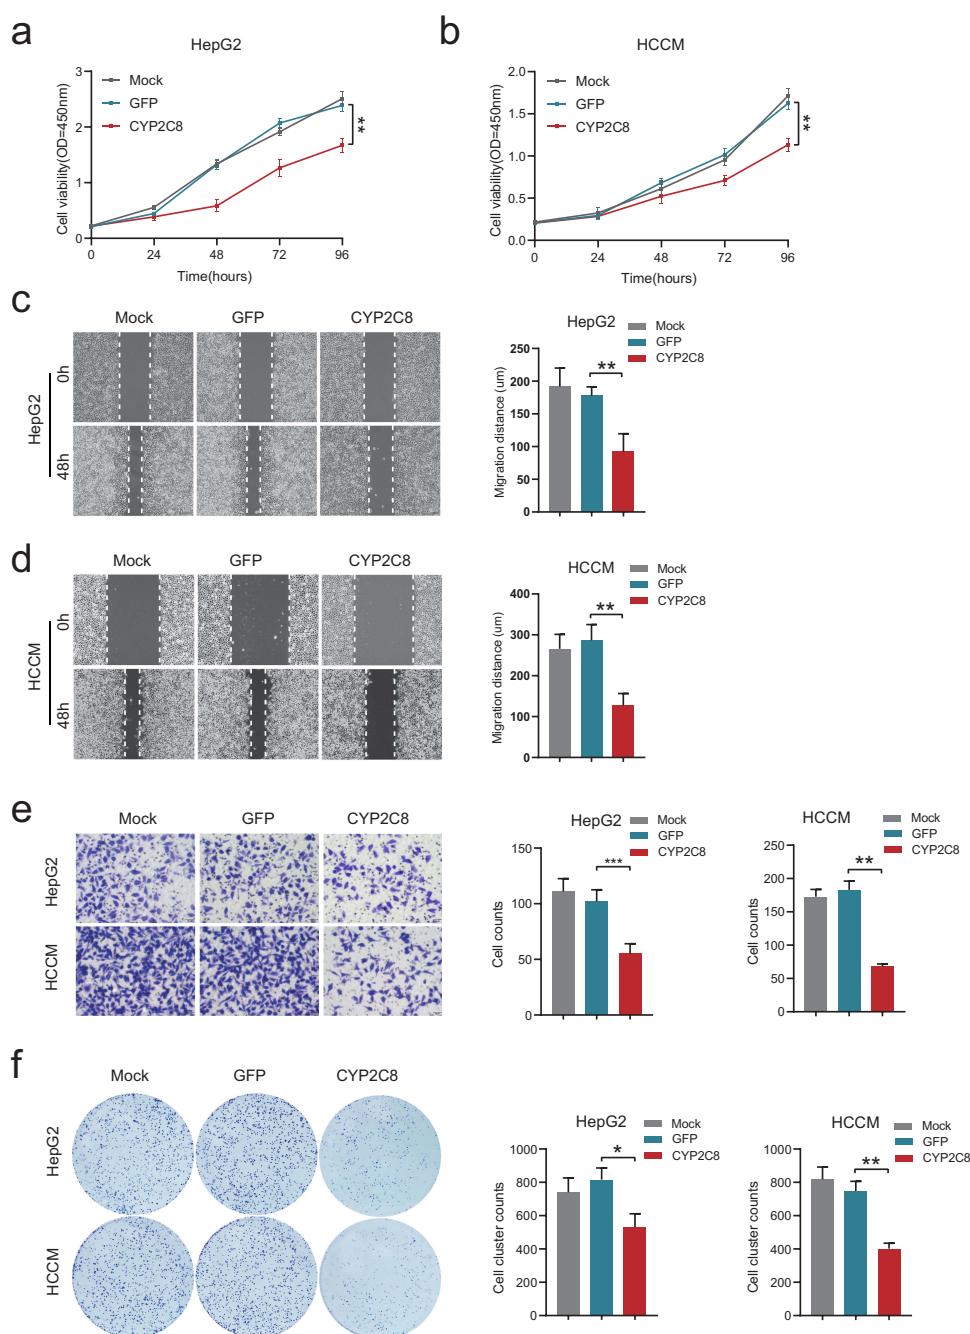 a
HepG2
Mock
GFP
CYP2C8
Cell viability(OD=450nm)
3
2
1
0
**
0 24 48 72 96
Time(hours)
b
HCCM
Mock
GFP
CYP2C8
Cell viability(OD=450nm)
2.0
1.5
1.0
0.5
0.0
**
0 24 48 72 96
Time(hours)
c
Mock GFP CYP2C8
HepG2
0h
48h
HepG2
Mock
GFP
CYP2C8
Migration distance (um)
250
200
150
100
50
0
**
d
Mock GFP CYP2C8
HCCM
0h
48h
HCCM
Mock
GFP
CYP2C8
Migration distance (um)
400
300
200
100
0
**
e
Mock GFP CYP2C8
HepG2
HCCM
HepG2
Mock
GFP
CYP2C8
Cell counts
150
100
50
0
***
HCCM
Mock
GFP
CYP2C8
Cell counts
250
200
150
100
50
0
**
f
Mock GFP CYP2C8
HepG2
HCCM
HepG2
Mock
GFP
CYP2C8
Cell cluster counts
1000
800
600
400
200
0
*
HCCM
Mock
GFP
CYP2C8
Cell cluster counts
1000
800
600
400
200
0
**